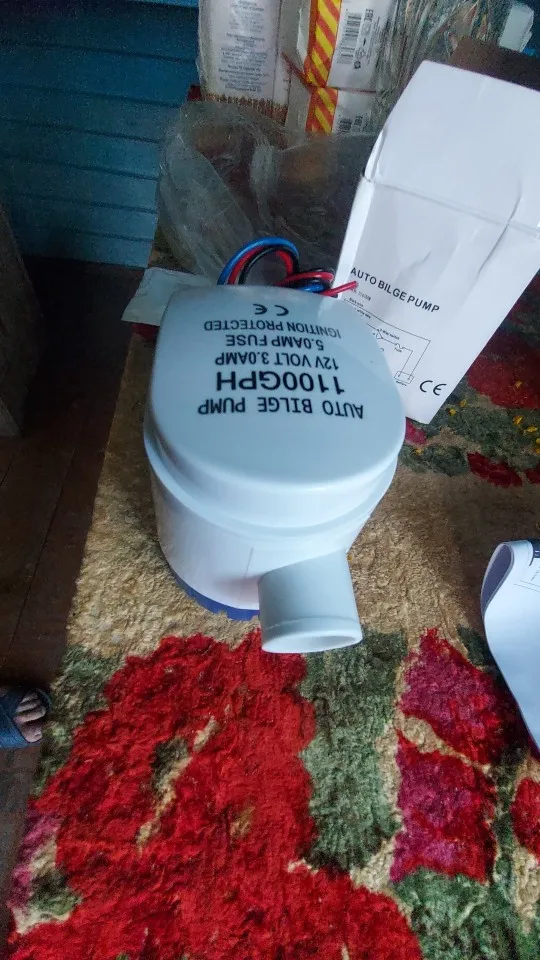 AUTO BILGE PUMP
1100GPH
12V VOLT 3.0AMP
5.0AMP FUSE
IGNITION PROTECTED
CE
AUTO BILGE PUMP
CE